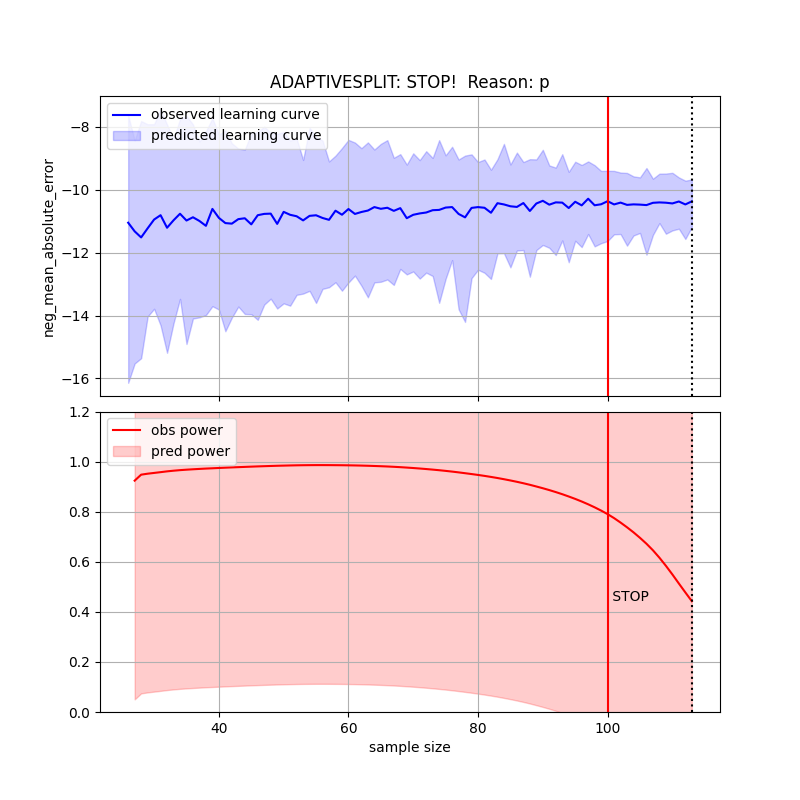 ADAPTIVESPLIT: STOP!  Reason: p
observed learning curve
predicted learning curve
neg_mean_absolute_error
−8
−10
−12
−14
−16
obs power
pred power
STOP
1.2
1.0
0.8
0.6
0.4
0.2
0.0
40 60 80 100
sample size